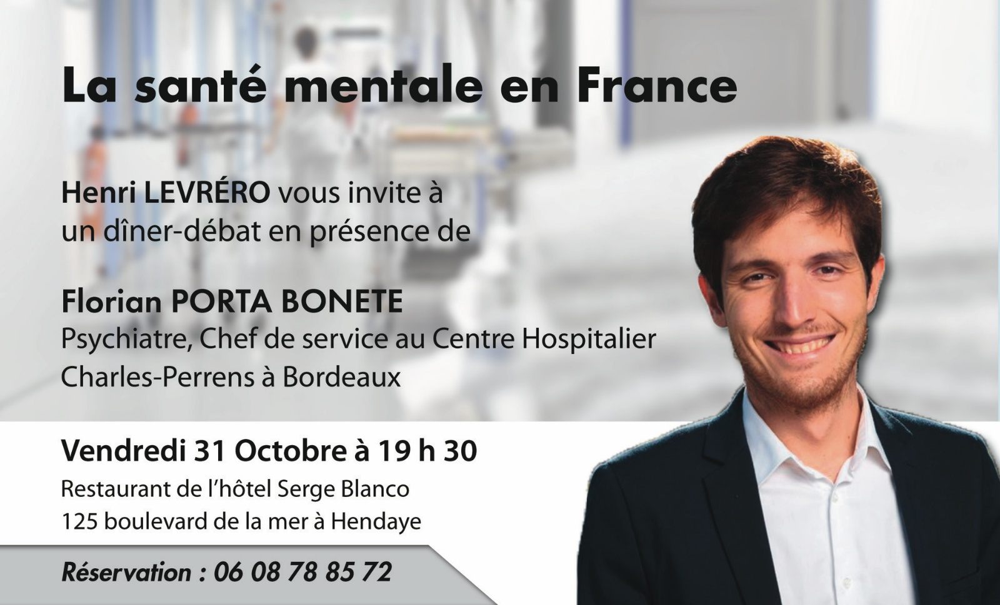 La santé mentale en France
Henri LEVRÉRO vous invite à
un dîner-débat en présence de
Florian PORTA BONETE
Psychiatre, Chef de service au Centre Hospitalier
Charles-Perrens à Bordeaux
Vendredi 31 Octobre à 19 h 30
Restaurant de l'hôtel Serge Blanco
125 boulevard de la mer à Hendaye
Réservation : 06 08 78 85 72